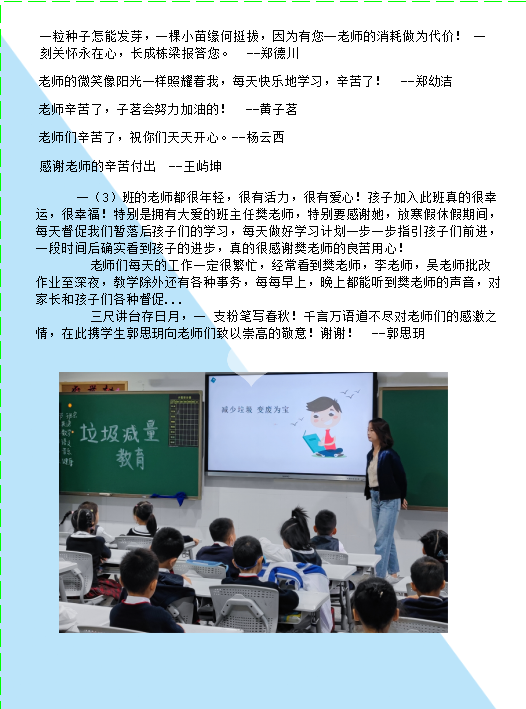 一粒种子怎能发芽，一棵小苗缘何挺拔，因为有您一老师的消耗做为代价！ 一
刻关怀永在心，长成栋梁报答您。 --郑德川
老师的微笑像阳光一样照耀着我，每天快乐地学习，辛苦了！ --郑幼洁
老师辛苦了，子茗会努力加油的！ --黄子茗
老师们辛苦了，祝你们天天开心。--杨云西
感谢老师的辛苦付出 --王屿坤
一（3）班的老师都很年轻，很有活力，很有爱心！孩子加入此班真的很幸
运，很幸福！特别是拥有大爱的班主任樊老师，特别要感谢她，放寒假休假期间，
每天督促我们暂落后孩子们的学习，每天做好学习计划一步一步指引孩子们前进，
一段时间后确实看到孩子的进步，真的很感谢樊老师的良苦用心！
老师们每天的工作一定很繁忙，经常看到樊老师，李老师，吴老师批改
作业至深夜，教学除外还有各种事务，每每早上，晚上都能听到樊老师的声音，对
家长和孩子们各种督促...
三尺讲台存日月，一 支粉笔写春秋！千言万语道不尽对老师们的感激之
情，在此携学生郭思玥向老师们致以崇高的敬意！谢谢！ --郭思玥
减少垃圾 变废为宝
垃圾减量
教育